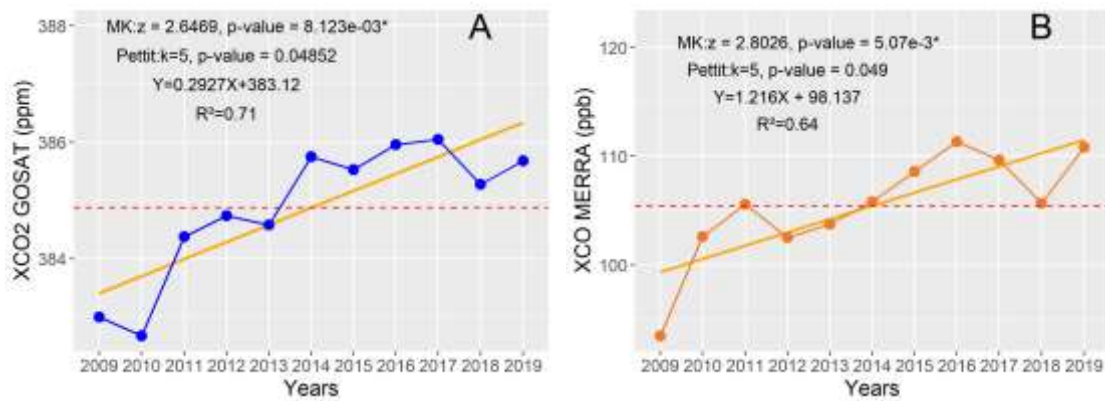 A
MK:z = 2.6469, p-value = 8.123e-03*
Pettit:k=5, p-value = 0.04852
Y=0.2927X+383.12
R²=0.71
XCO2 GOSAT (ppm)
388
386
384
2009 2010 2011 2012 2013 2014 2015 2016 2017 2018 2019
Years
B
MK:z = 2.8026, p-value = 5.07e-3*
Pettit:k=5, p-value = 0.049
Y=1.216X + 98.137
R²=0.64
XCO MERRA (ppb)
120
110
100
2009 2010 2011 2012 2013 2014 2015 2016 2017 2018 2019
Years